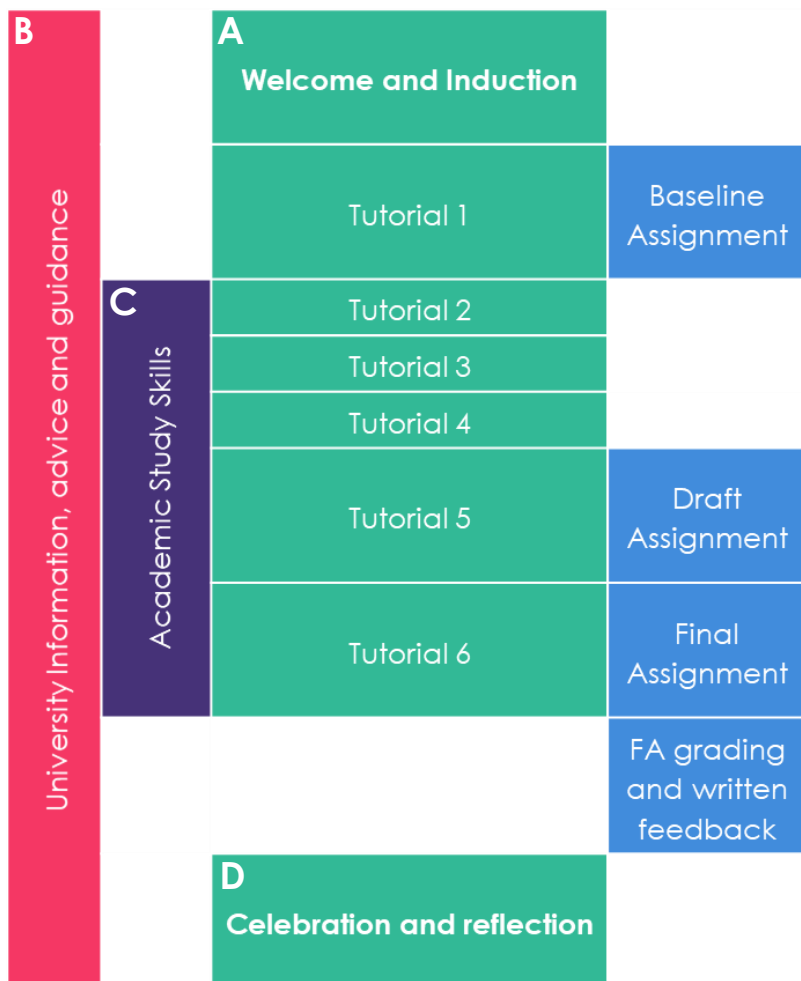 B
University Information, advice and guidance
A
Welcome and Induction
Tutorial 1
Baseline
Assignment
C
Academic Study Skills
Tutorial 2
Tutorial 3
Tutorial 4
Tutorial 5
Draft
Assignment
Tutorial 6
Final
Assignment
FA grading
and written
feedback
D
Celebration and reflection